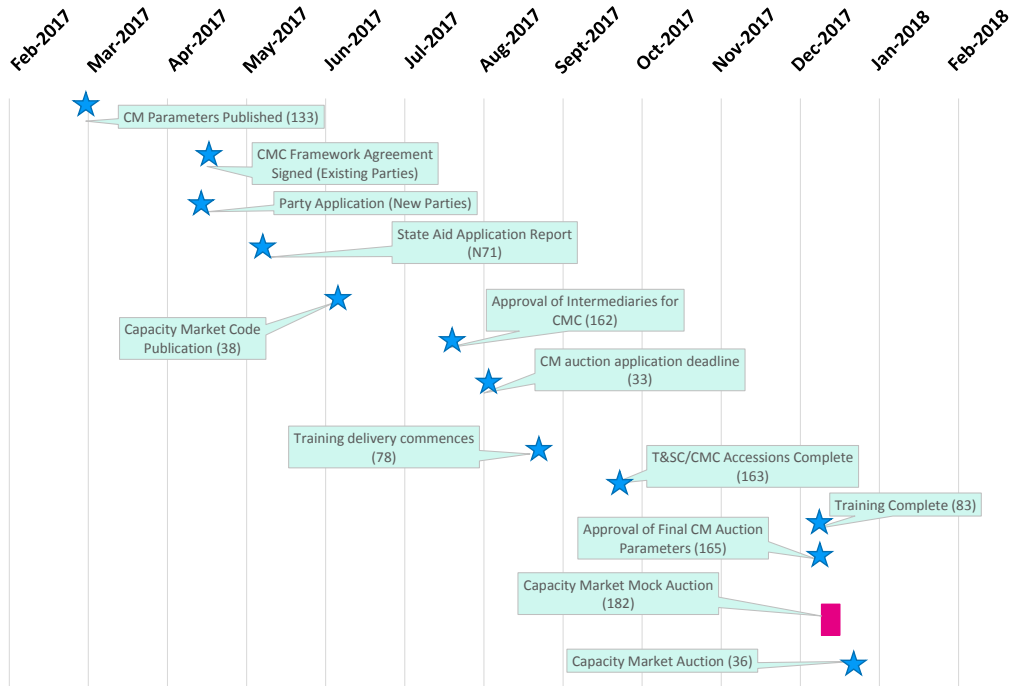 Feb-2017
Mar-2017
Apr-2017
May-2017
Jun-2017
Jul-2017
Aug-2017
Sept-2017
Oct-2017
Nov-2017
Dec-2017
Jan-2018
Feb-2018
CM Parameters Published (133)
CMC Framework Agreement
Signed (Existing Parties)
Party Application (New Parties)
State Aid Application Report
(N71)
Approval of Intermediaries for
CMC (162)
Capacity Market Code
Publication (38)
CM auction application deadline
(33)
Training delivery commences
(78)
T&SC/CMC Accessions Complete
(163)
Training Complete (83)
Approval of Final CM Auction
Parameters (165)
Capacity Market Mock Auction
(182)
Capacity Market Auction (36)